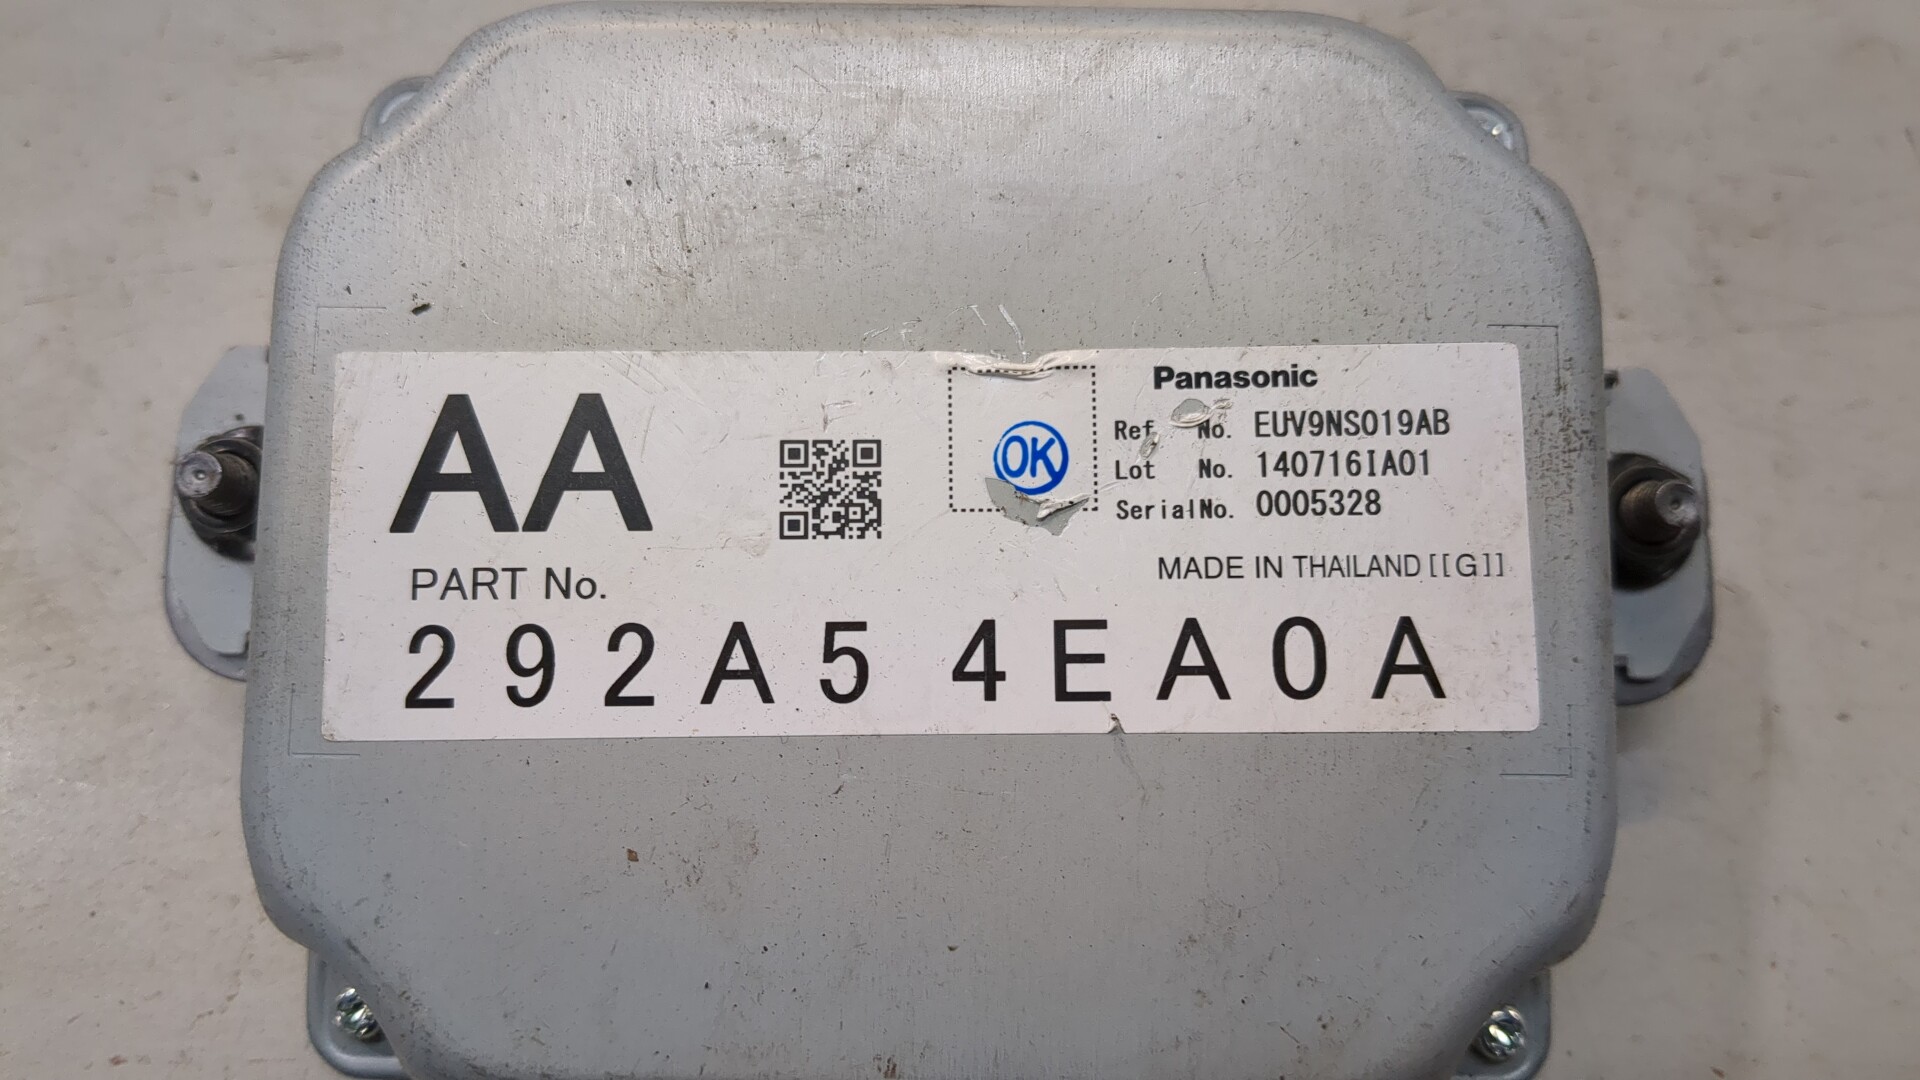 AA
OK
Panasonic
Ref No. EUV9NS019AB
Lot No. 140716IA01
SerialNo. 0005328
MADE IN THAILAND[[G]]
PART No.
292A5 4EA0A